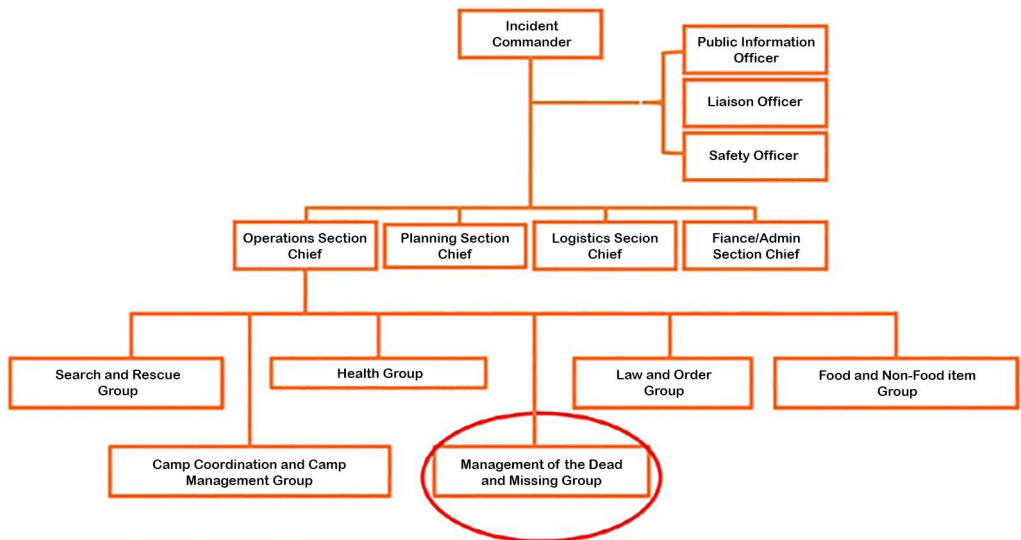 Incident
Commander
Public Information
Officer
Liaison Officer
Safety Officer
Operations Section
Chief
Planning Section
Chief
Logistics Secion
Chief
Fiance/Admin
Section Chief
Search and Rescue
Group
Health Group
Law and Order
Group
Food and Non-Food item
Group
Camp Coordination and Camp
Management Group
Management of the Dead
and Missing Group